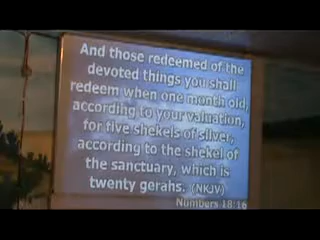 And those redeemed of the
devoted things you shall
redeem when one month old,
according to your valuation,
for five shekels of silver,
according to the shekel of
the sanctuary, which is
twenty gerahs. (NKJV)
Numbers 18:16